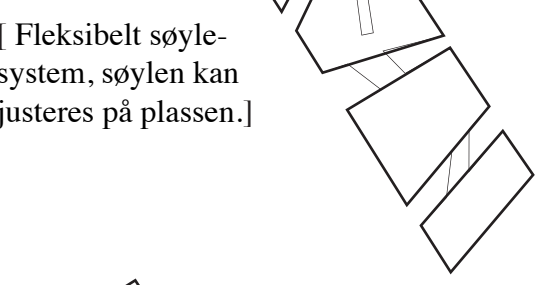 [ Fleksibelt søyle-
system, søylen kan
justeres på plassen.]